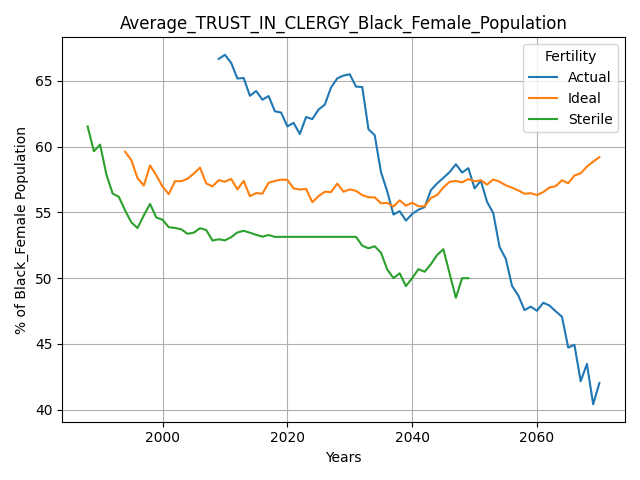 Average_TRUST_IN_CLERGY_Black_Female_Population
Fertility
Actual
Ideal
Sterile
% of Black_Female Population
65
60
55
50
45
40
2000
2020
2040
2060
Years